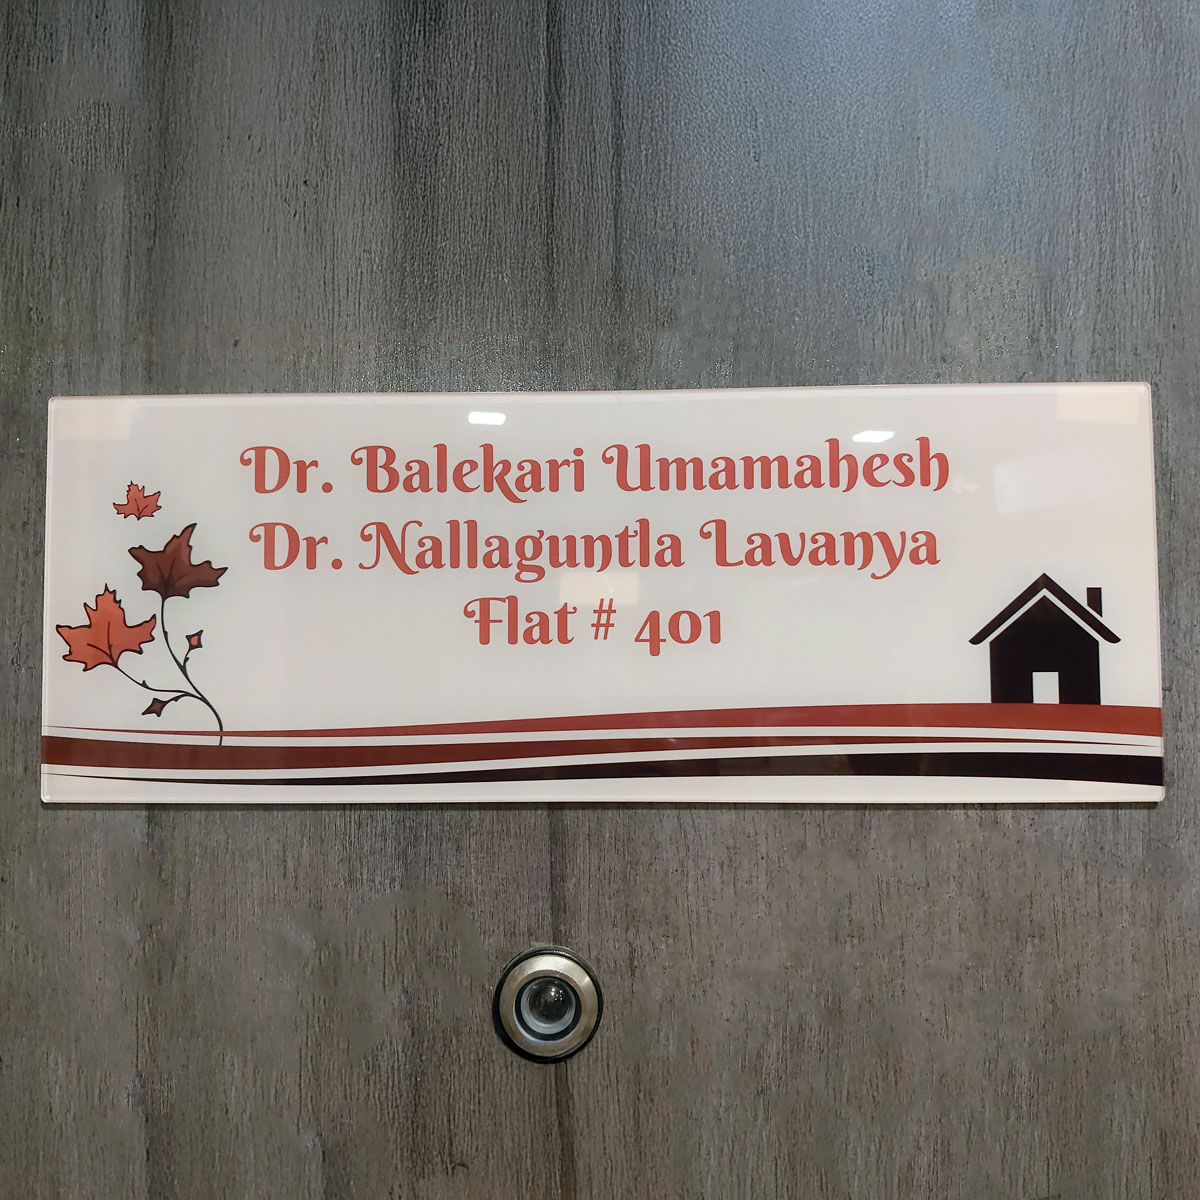 Dr. Balekari Umamahesh
Dr. Nallaguntla Lavanya
Flat # 401